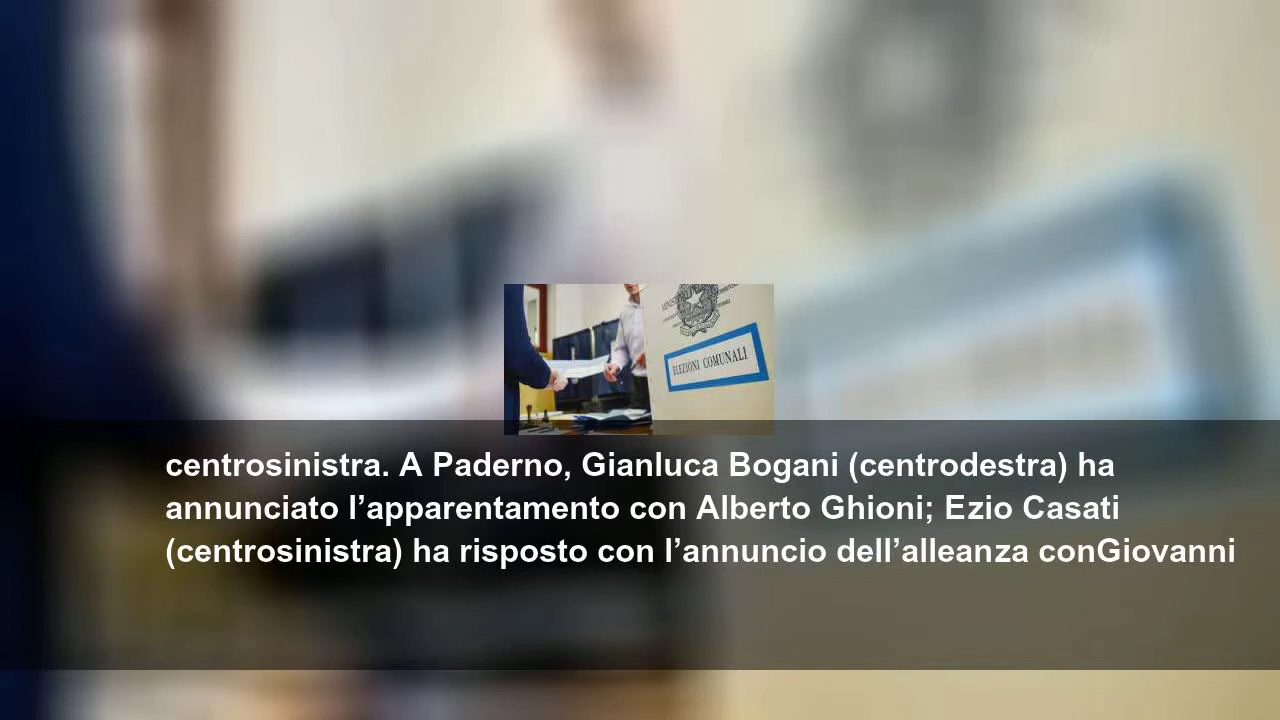 ELEZIONI COMUNALI
centrosinistra. A Paderno, Gianluca Bogani (centrodestra) ha
annunciato l’apparentamento con Alberto Ghioni; Ezio Casati
(centrosinistra) ha risposto con l’annuncio dell’alleanza conGiovanni